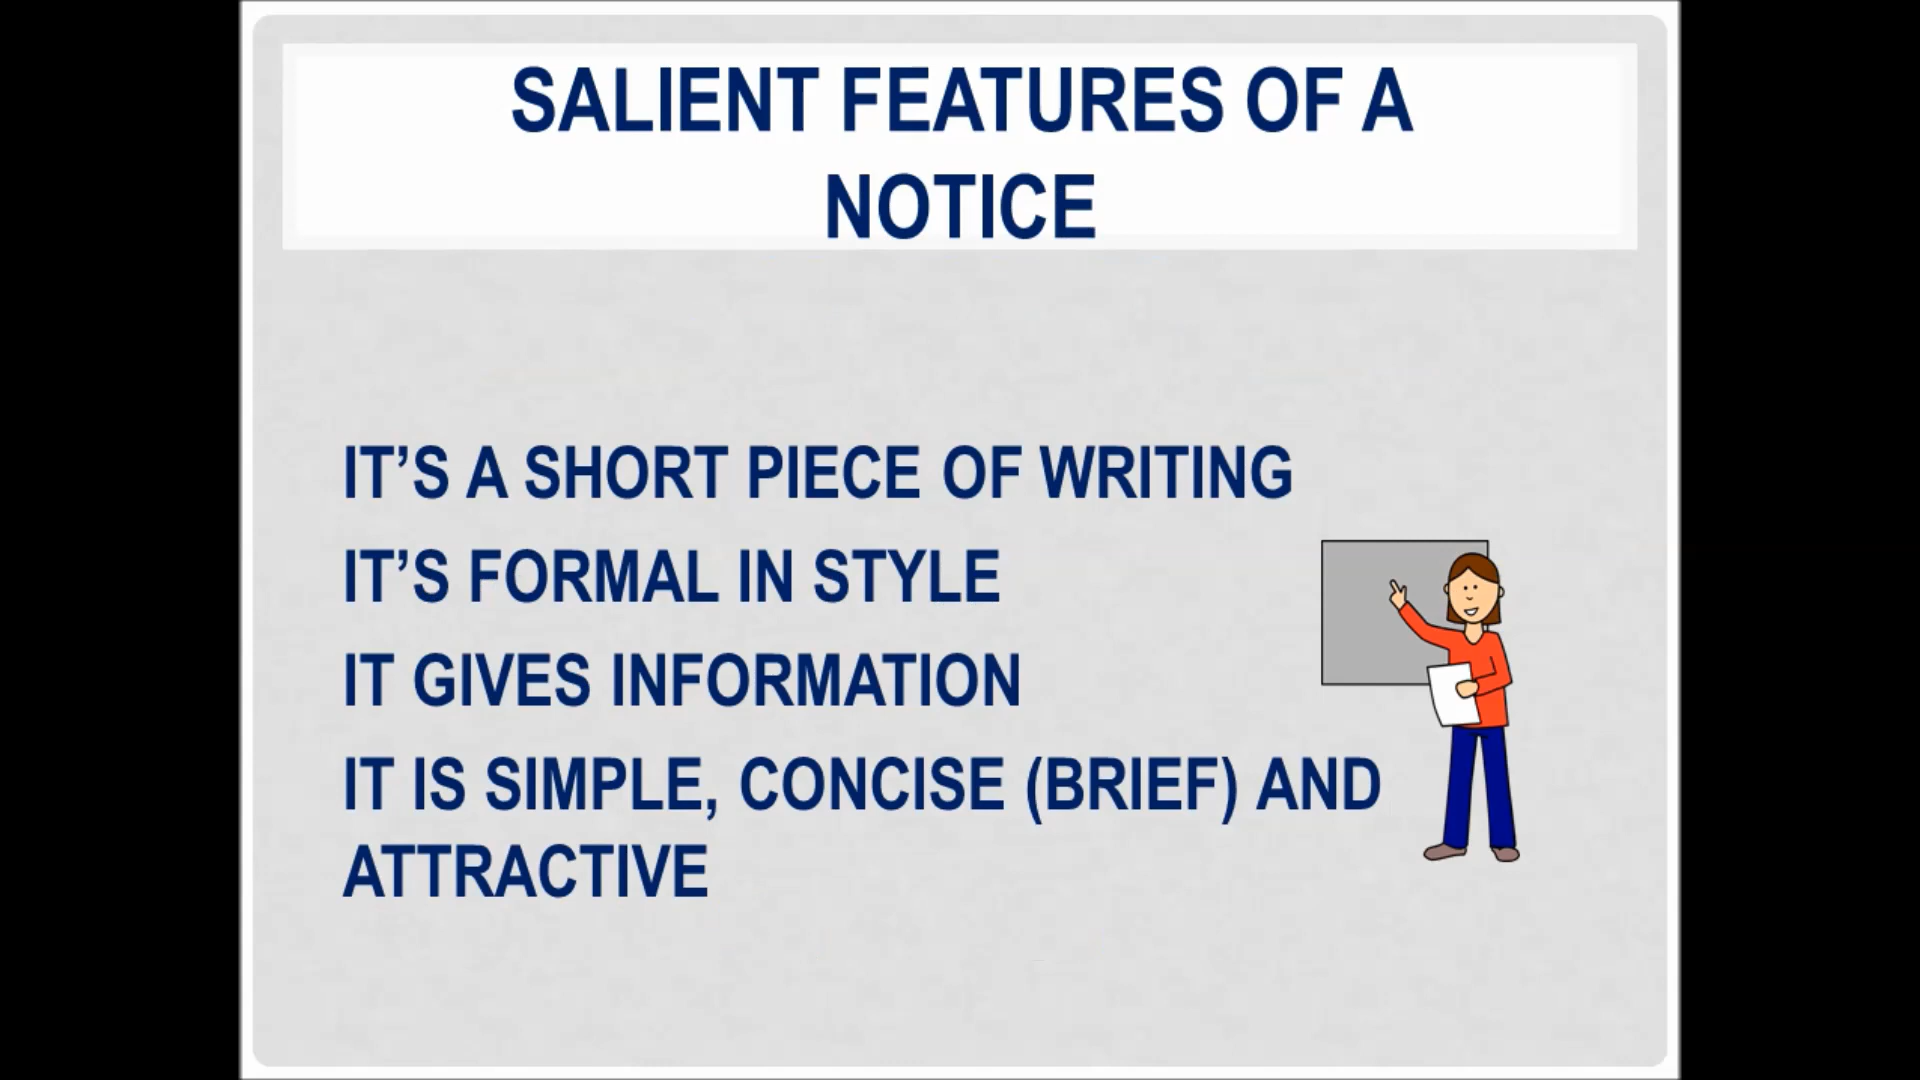 SALIENT FEATURES OF A
NOTICE
IT’S A SHORT PIECE OF WRITING
IT’S FORMAL IN STYLE
IT GIVES INFORMATION
IT IS SIMPLE, CONCISE (BRIEF) AND
ATTRACTIVE